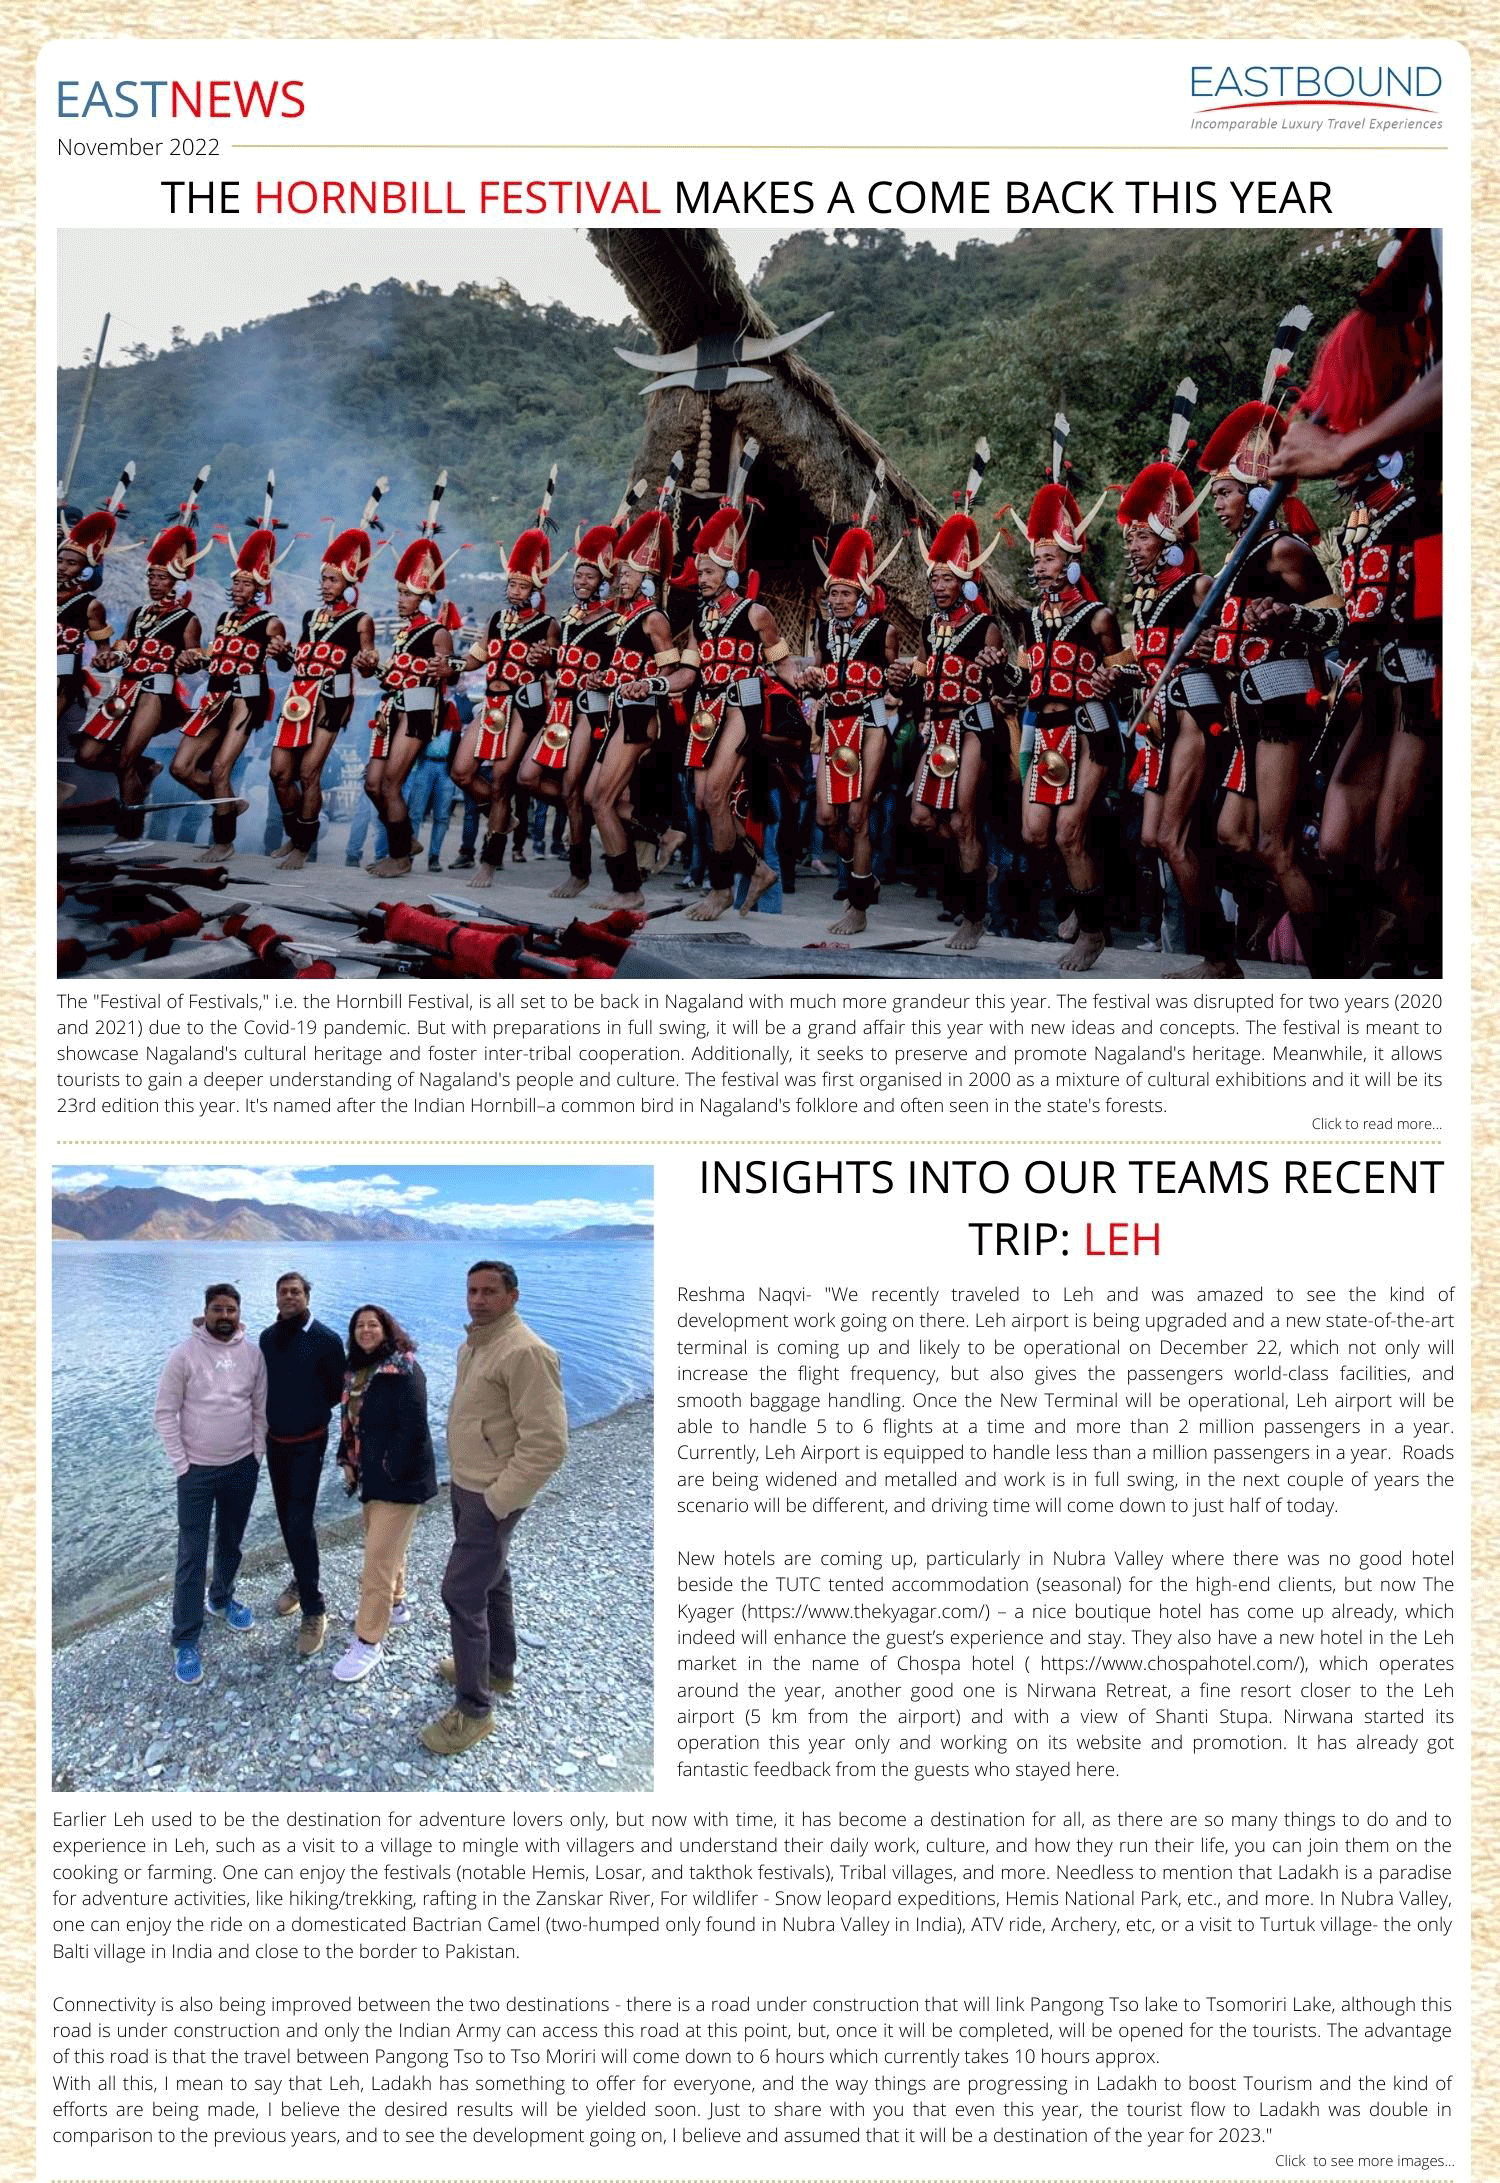 EASTNEWS
EASTBOUND
Incomparable Luxury Travel Experiences
November 2022
THE HORNBILL FESTIVAL MAKES A COME BACK THIS YEAR
The "Festival of Festivals," i.e. the Hornbill Festival, is all set to be back in Nagaland with much more grandeur this year. The festival was disrupted for two years (2020
and 2021) due to the Covid-19 pandemic. But with preparations in full swing, it will be a grand affair this year with new ideas and concepts. The festival is meant to
showcase Nagaland's cultural heritage and foster inter-tribal cooperation. Additionally, it seeks to preserve and promote Nagaland's heritage. Meanwhile, it allows
tourists to gain a deeper understanding of Nagaland's people and culture. The festival was first organised in 2000 as a mixture of cultural exhibitions and it will be its
23rd edition this year. It's named after the Indian Hornbill–a common bird in Nagaland's folklore and often seen in the state's forests.
Click to read more...
INSIGHTS INTO OUR TEAMS RECENT
TRIP: LEH
Reshma Naqvi- "We recently traveled to Leh and was amazed to see the kind of
development work going on there. Leh airport is being upgraded and a new state-of-the-art
terminal is coming up and likely to be operational on December 22, which not only will
increase the flight frequency, but also gives the passengers world-class facilities, and
smooth baggage handling. Once the New Terminal will be operational, Leh airport will be
able to handle 5 to 6 flights at a time and more than 2 million passengers in a year.
Currently, Leh Airport is equipped to handle less than a million passengers in a year. Roads
are being widened and metalled and work is in full swing, in the next couple of years the
scenario will be different, and driving time will come down to just half of today.
New hotels are coming up, particularly in Nubra Valley where there was no good hotel
beside the TUTC tented accommodation (seasonal) for the high-end clients, but now The
Kyager (https://www.thekyagar.com/) – a nice boutique hotel has come up already, which
indeed will enhance the guest’s experience and stay. They also have a new hotel in the Leh
market in the name of Chospa hotel ( https://www.chospahotel.com/), which operates
around the year, another good one is Nirwana Retreat, a fine resort closer to the Leh
airport (5 km from the airport) and with a view of Shanti Stupa. Nirwana started its
operation this year only and working on its website and promotion. It has already got
fantastic feedback from the guests who stayed here.
Earlier Leh used to be the destination for adventure lovers only, but now with time, it has become a destination for all, as there are so many things to do and to
experience in Leh, such as a visit to a village to mingle with villagers and understand their daily work, culture, and how they run their life, you can join them on the
cooking or farming. One can enjoy the festivals (notable Hemis, Losar, and takthok festivals), Tribal villages, and more. Needless to mention that Ladakh is a paradise
for adventure activities, like hiking/trekking, rafting in the Zanskar River, For wildlifer - Snow leopard expeditions, Hemis National Park, etc., and more. In Nubra Valley,
one can enjoy the ride on a domesticated Bactrian Camel (two-humped only found in Nubra Valley in India), ATV ride, Archery, etc, or a visit to Turtuk village- the only
Balti village in India and close to the border to Pakistan.
Connectivity is also being improved between the two destinations - there is a road under construction that will link Pangong Tso lake to Tsomoriri Lake, although this
road is under construction and only the Indian Army can access this road at this point, but, once it will be completed, will be opened for the tourists. The advantage
of this road is that the travel between Pangong Tso to Tso Moriri will come down to 6 hours which currently takes 10 hours approx.
With all this, I mean to say that Leh, Ladakh has something to offer for everyone, and the way things are progressing in Ladakh to boost Tourism and the kind of
efforts are being made, I believe the desired results will be yielded soon. Just to share with you that even this year, the tourist flow to Ladakh was double in
comparison to the previous years, and to see the development going on, I believe and assumed that it will be a destination of the year for 2023."
Click to see more images...